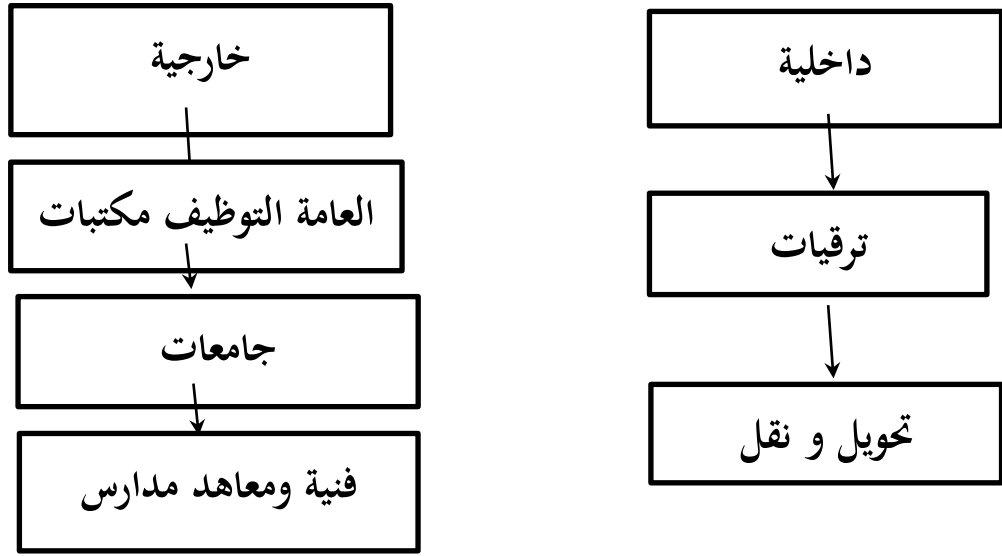 داخلية
ترقيات
تحويل و نقل
خارجية
العامة التوظيف مكتبات
جامعات
فنية ومعاهد مدارس